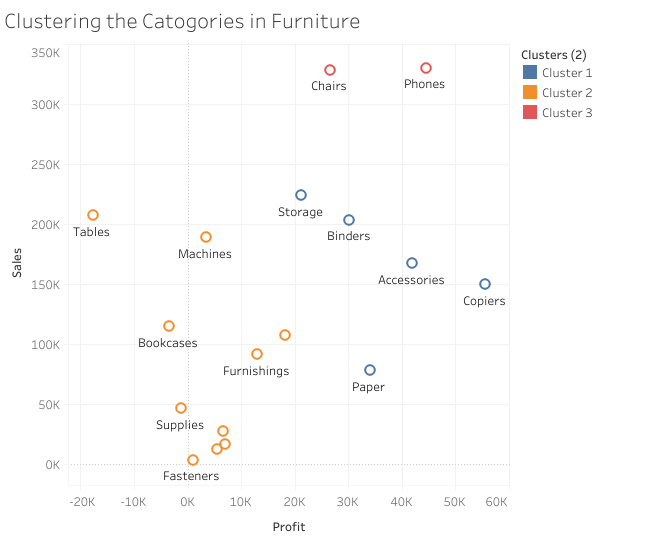 Clustering the Catogories in Furniture
350K
300K
250K
200K
150K
100K
50K
0K
Sales
Chairs
Phones
Storage
Binders
Tables
Machines
Accessories
Copiers
Bookcases
Furnishings
Paper
Supplies
Fasteners
-20K
-10K
0K
10K
20K
30K
40K
50K
60K
Profit
Clusters (2)
Cluster 1
Cluster 2
Cluster 3